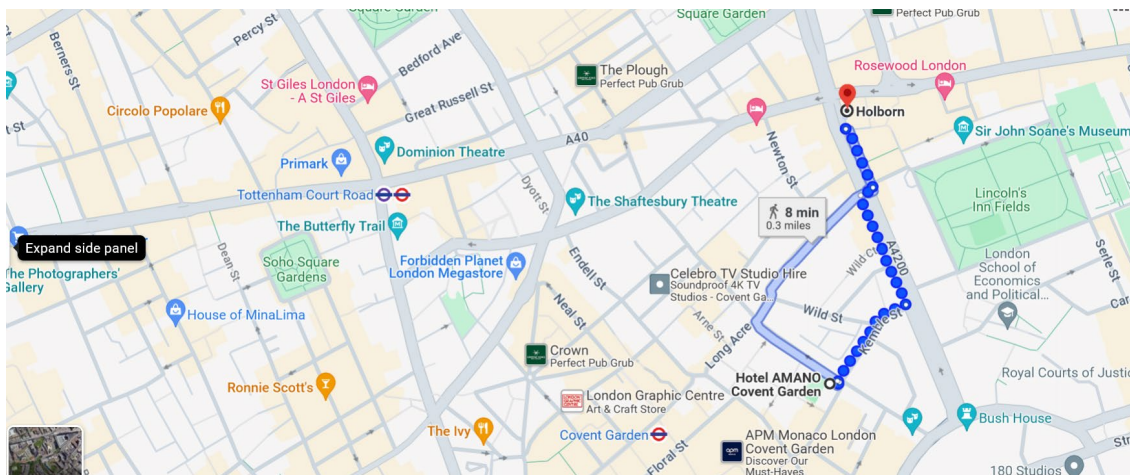 Berners St
Percy St
Square Garden
Square Garden
Perfect Pub Grub
Bedford Ave
St Giles London
- A St Giles
The Plough
Perfect Pub Grub
Rosewood London
Circolo Popolare
Great Russell St
Holborn
t St
A40
Newton St
Sir John Soane's Museum
Dominion Theatre
Primark
Tottenham Court Road
Dyott St
The Shaftesbury Theatre
Lincoln's
Inn Fields
8 min
0.3 miles
The Butterfly Trail
Expand side panel
Dean St
Soho Square
Gardens
Forbidden Planet
London Megastore
Endell St
A4200
Wild Ct
Serle St
The Photographers'
Gallery
Celebro TV Studio Hire
Soundproof 4K TV
Studios - Covent Ga...
London
School of
Economics
and Political...
Car
House of MinaLima
Neal St
Arne St
Wild St
Kemble St
Long Acre
Crown
Perfect Pub Grub
Hotel AMANO
Covent Garden
Royal Courts of Justic
Ronnie Scott's
London Graphic Centre
Art & Craft Store
Bush House
The Ivy
Covent Garden
Floral St
APM Monaco London
Covent Garden
Discover Our
Must-Haves
apm
180 Studios